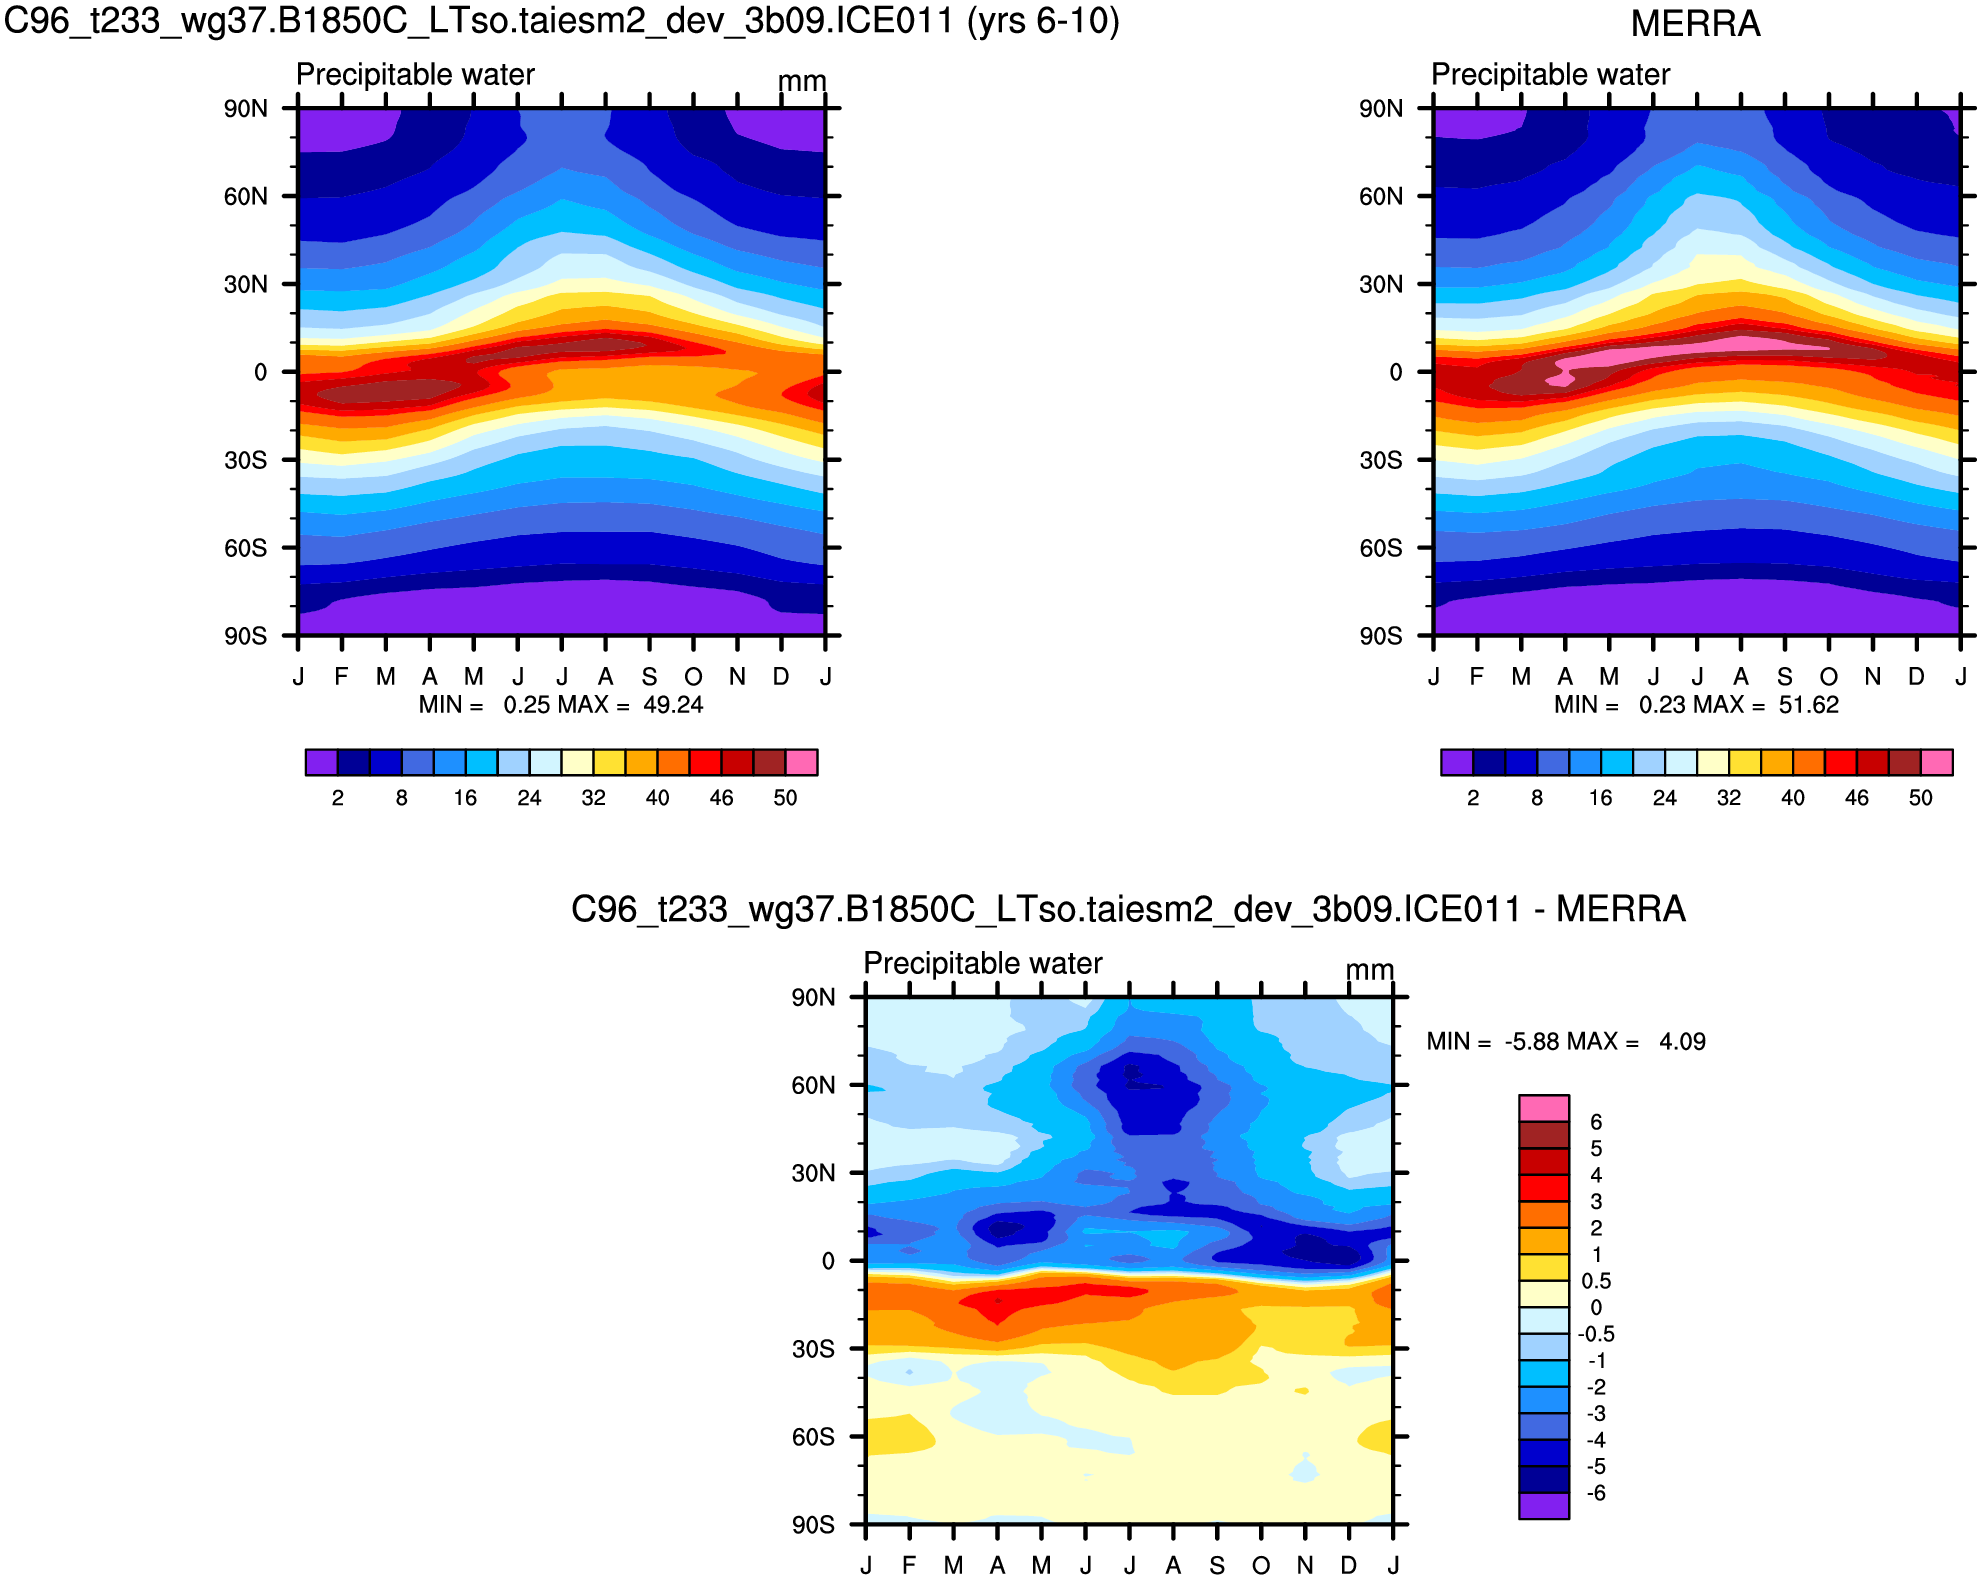 C96_t233_wg37.B1850C_LTso.taiesm2_dev_3b09.ICE011 (yrs 6-10)
Precipitable water mm
90N
60N
30N
0
30S
60S
90S
J F M A M J J A S O N D J
MIN = 0.25 MAX = 49.24
2 8 16 24 32 40 46 50
MERRA
Precipitable water
90N
60N
30N
0
30S
60S
90S
J F M A M J J A S O N D J
MIN = 0.23 MAX = 51.62
2 8 16 24 32 40 46 50
C96_t233_wg37.B1850C_LTso.taiesm2_dev_3b09.ICE011 - MERRA
Precipitable water mm
90N
60N
30N
0
30S
60S
90S
J F M A M J J A S O N D J
MIN = -5.88 MAX = 4.09
6
5
4
3
2
1
0.5
0
-0.5
-1
-2
-3
-4
-5
-6